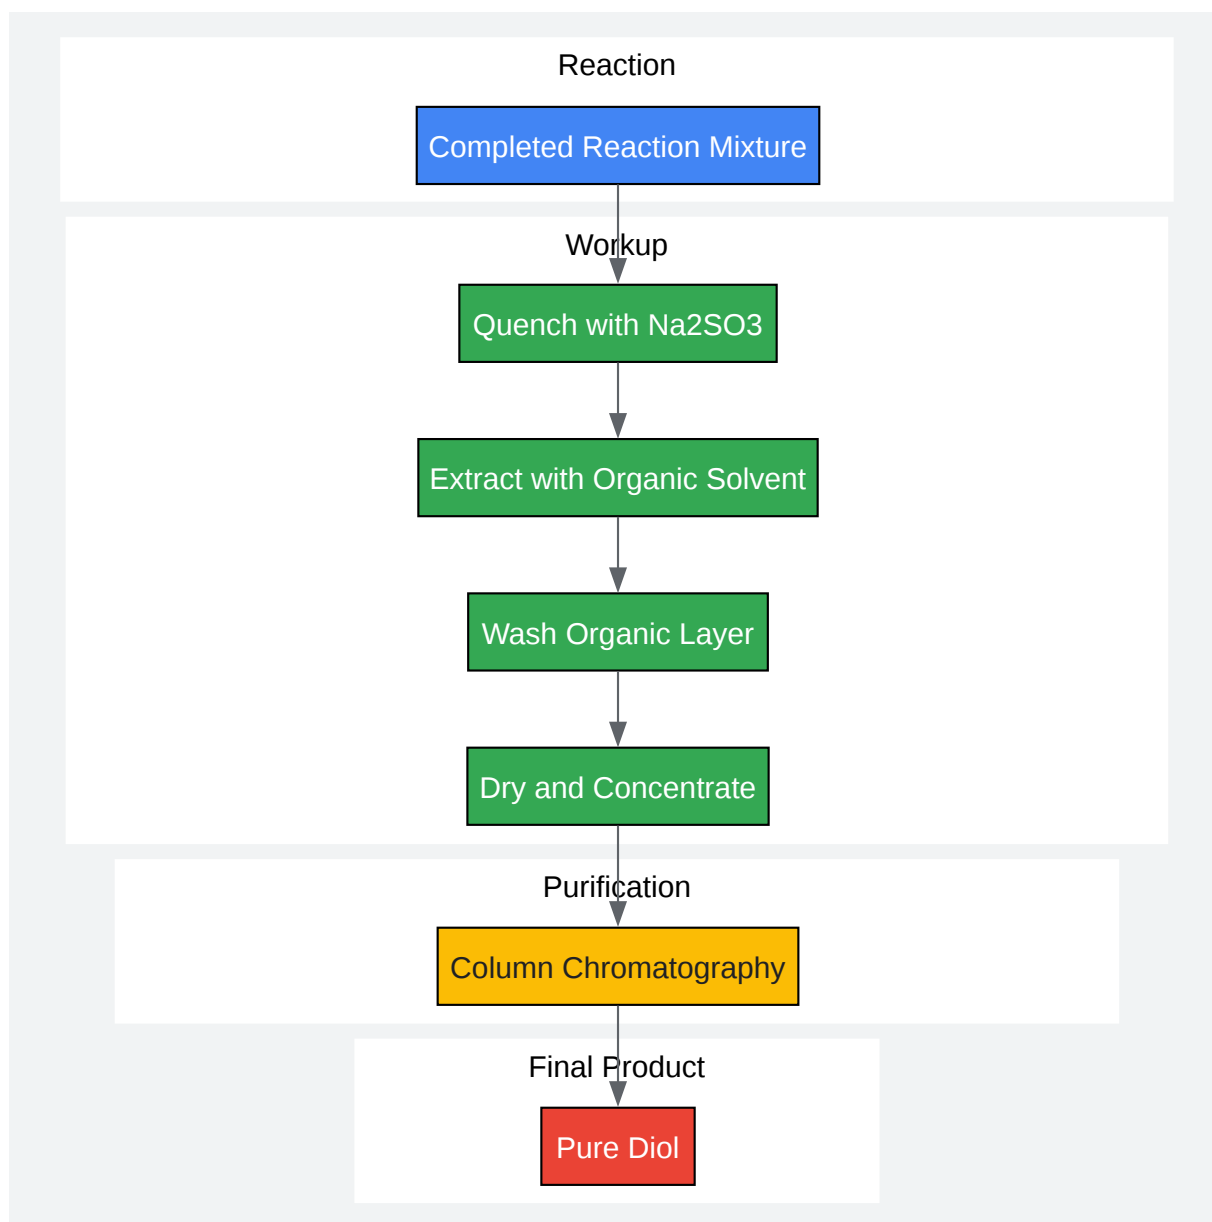 Reaction
Completed Reaction Mixture
Workup
Quench with Na2SO3
Extract with Organic Solvent
Wash Organic Layer
Dry and Concentrate
Purification
Column Chromatography
Final Product
Pure Diol